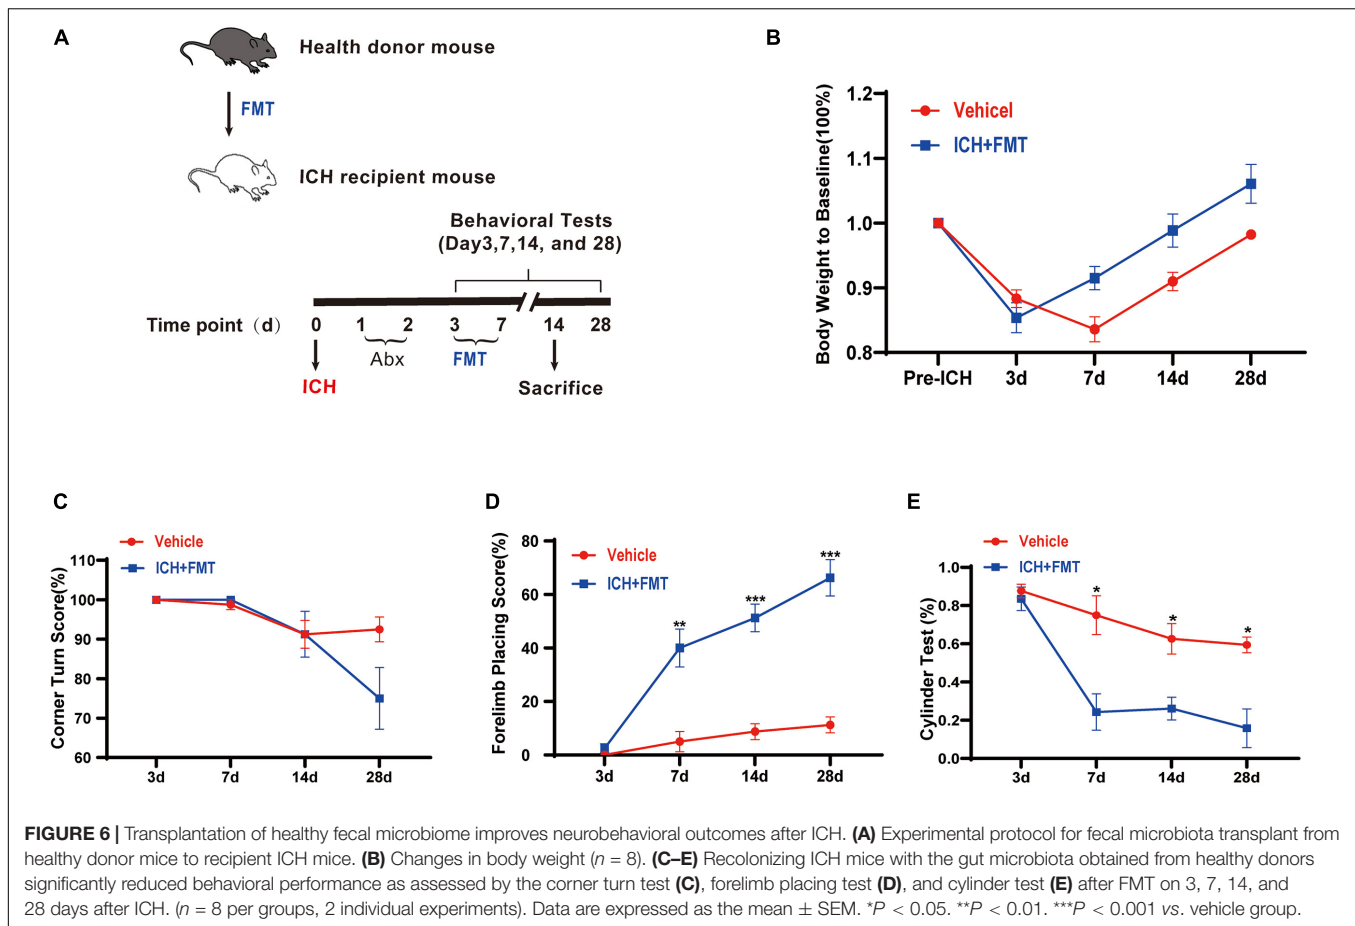 A
Health donor mouse
FMT
ICH recipient mouse
Behavioral Tests
(Day3,7,14, and 28)
Time point (d) 0 1 2 3 7 14 28
Abx
FMT
ICH
Sacrifice
B
Body Weight to Baseline(100%)
Vehicel
ICH+FMT
1.2
1.1
1.0
0.9
0.8
Pre-ICH 3d 7d 14d 28d
C
Corner Turn Score(%)
Vehicle
ICH+FMT
110
100
90
80
70
60
3d 7d 14d 28d
D
Forelimb Placing Score(%)
Vehicle
ICH+FMT
80
60
40
20
0
** *** ***
3d 7d 14d 28d
E
Cylinder Test (%)
Vehicle
ICH+FMT
1.0
0.8
0.6
0.4
0.2
0.0
* * *
3d 7d 14d 28d
FIGURE 6 | Transplantation of healthy fecal microbiome improves neurobehavioral outcomes after ICH. (A) Experimental protocol for fecal microbiota transplant from
healthy donor mice to recipient ICH mice. (B) Changes in body weight (n = 8). (C–E) Recolonizing ICH mice with the gut microbiota obtained from healthy donors
significantly reduced behavioral performance as assessed by the corner turn test (C), forelimb placing test (D), and cylinder test (E) after FMT on 3, 7, 14, and
28 days after ICH. (n = 8 per groups, 2 individual experiments). Data are expressed as the mean ± SEM. *P < 0.05. **P < 0.01. ***P < 0.001 vs. vehicle group.